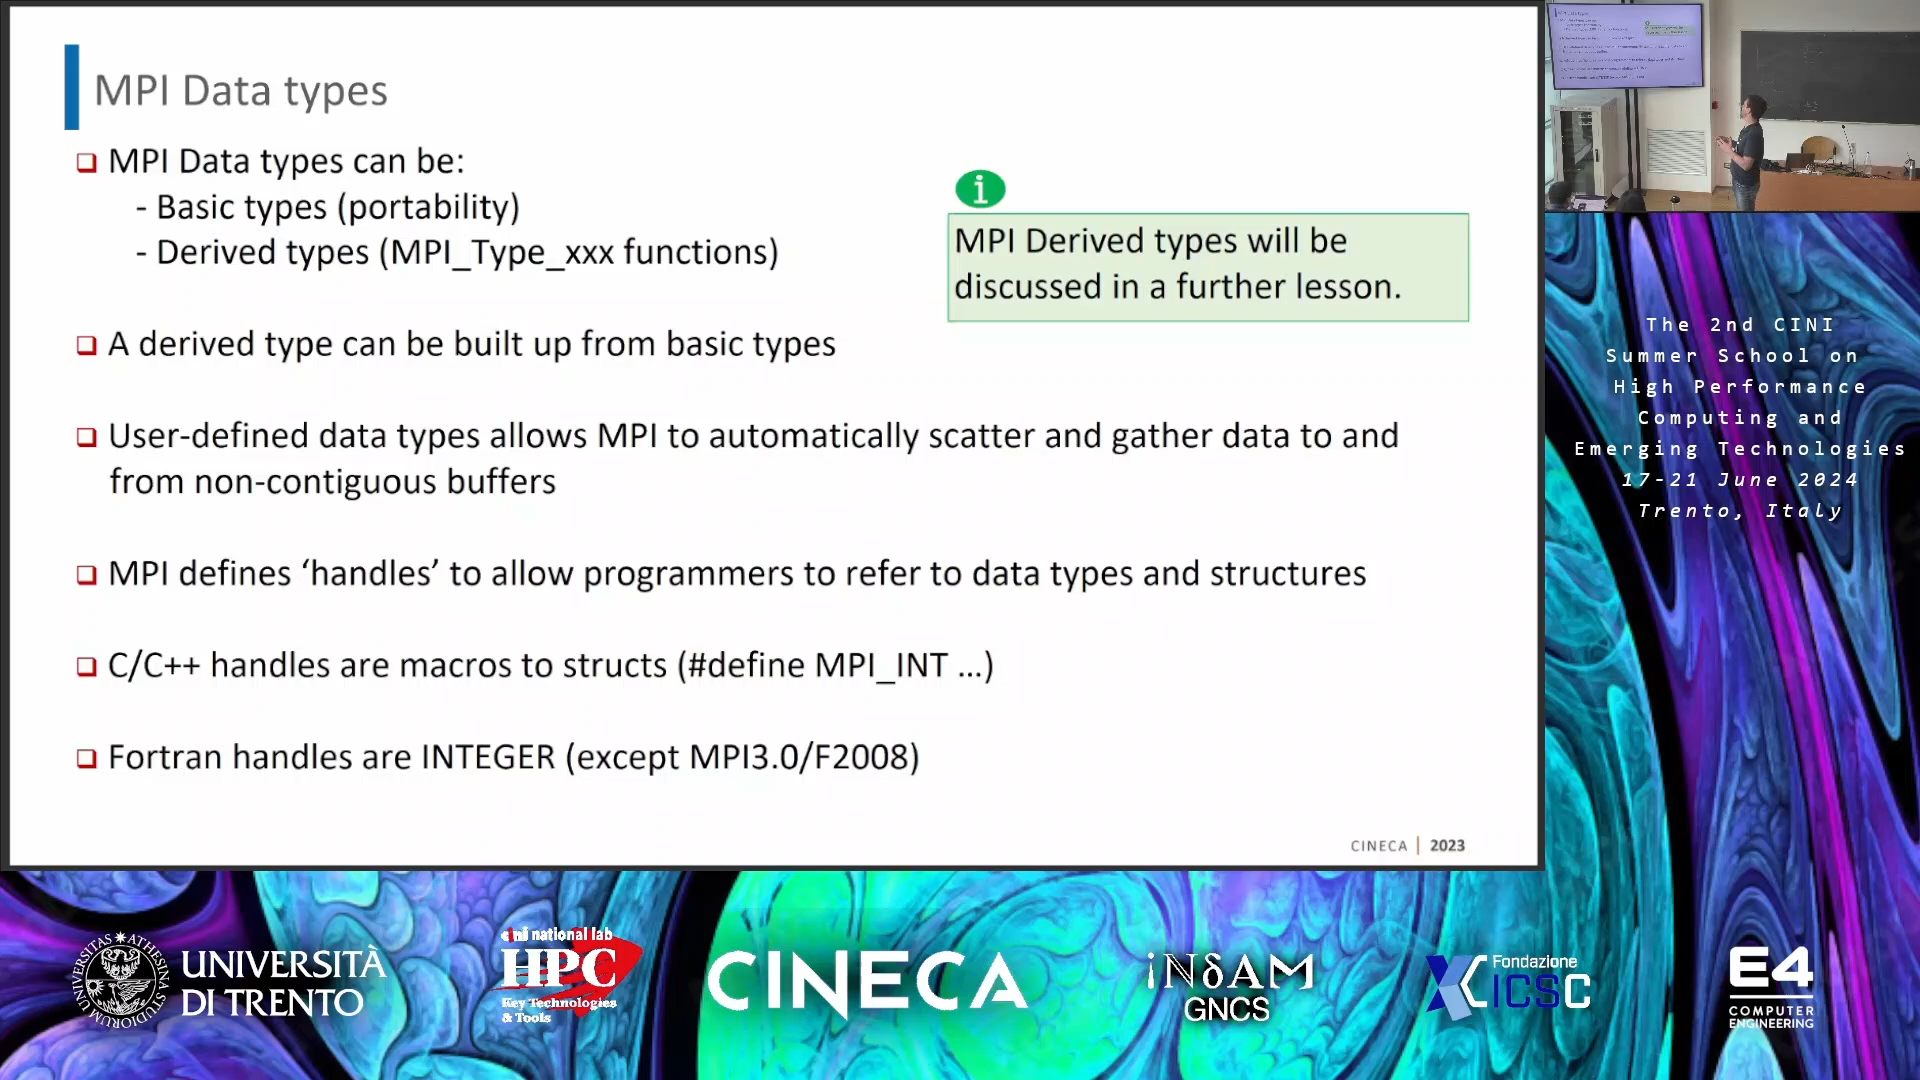 MPI Data types
❑ MPI Data types can be:
- Basic types (portability)
- Derived types (MPI_Type_xxx functions)
MPI Derived types will be
discussed in a further lesson.
❑ A derived type can be built up from basic types
❑ User-defined data types allows MPI to automatically scatter and gather data to and
from non-contiguous buffers
❑ MPI defines ‘handles’ to allow programmers to refer to data types and structures
❑ C/C++ handles are macros to structs (#define MPI_INT …)
❑ Fortran handles are INTEGER (except MPI3.0/F2008)
CINECA | 2023
The 2nd CINI
Summer School on
High Performance
Computing and
Emerging Technologies
17-21 June 2024
Trento, Italy
UNIVERSITÀ
DI TRENTO
cini national lab
HPC
Key Technologies
& Tools
CINECA
iNδAM
GNCS
Fondazione
ICSC
E4
COMPUTER
ENGINEERING